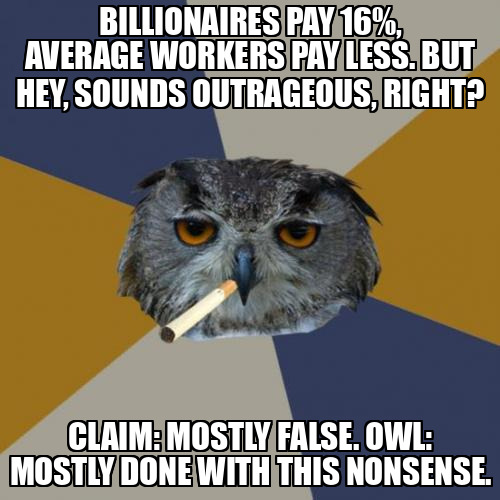 BILLIONAIRES PAY 16%,
AVERAGE WORKERS PAY LESS. BUT
HEY, SOUNDS OUTRAGEOUS, RIGHT?
CLAIM: MOSTLY FALSE. OWL:
MOSTLY DONE WITH THIS NONSENSE.